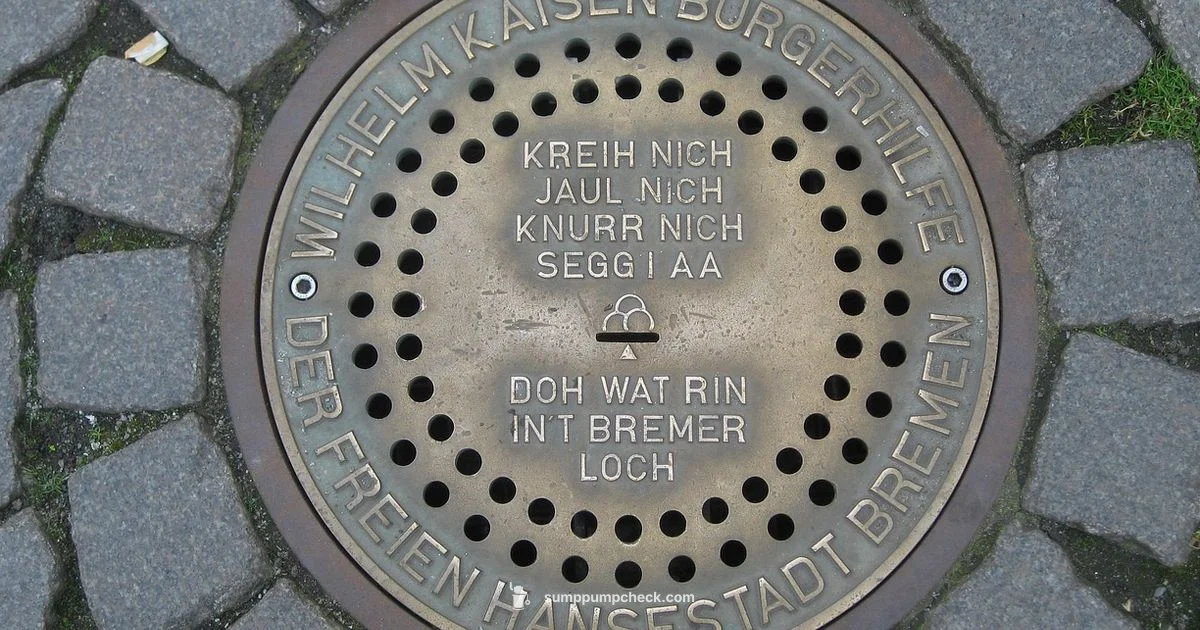 WILHELM KAISEN BÜRGERHILFE
KREIH NICH
JAUL NICH
KNURR NICH
SEGG I AA
DOH WAT RIN
IN'T BREMER
LOCH
DER FREIEN HANSESTADT BREMEN
sumppumpcheck.com